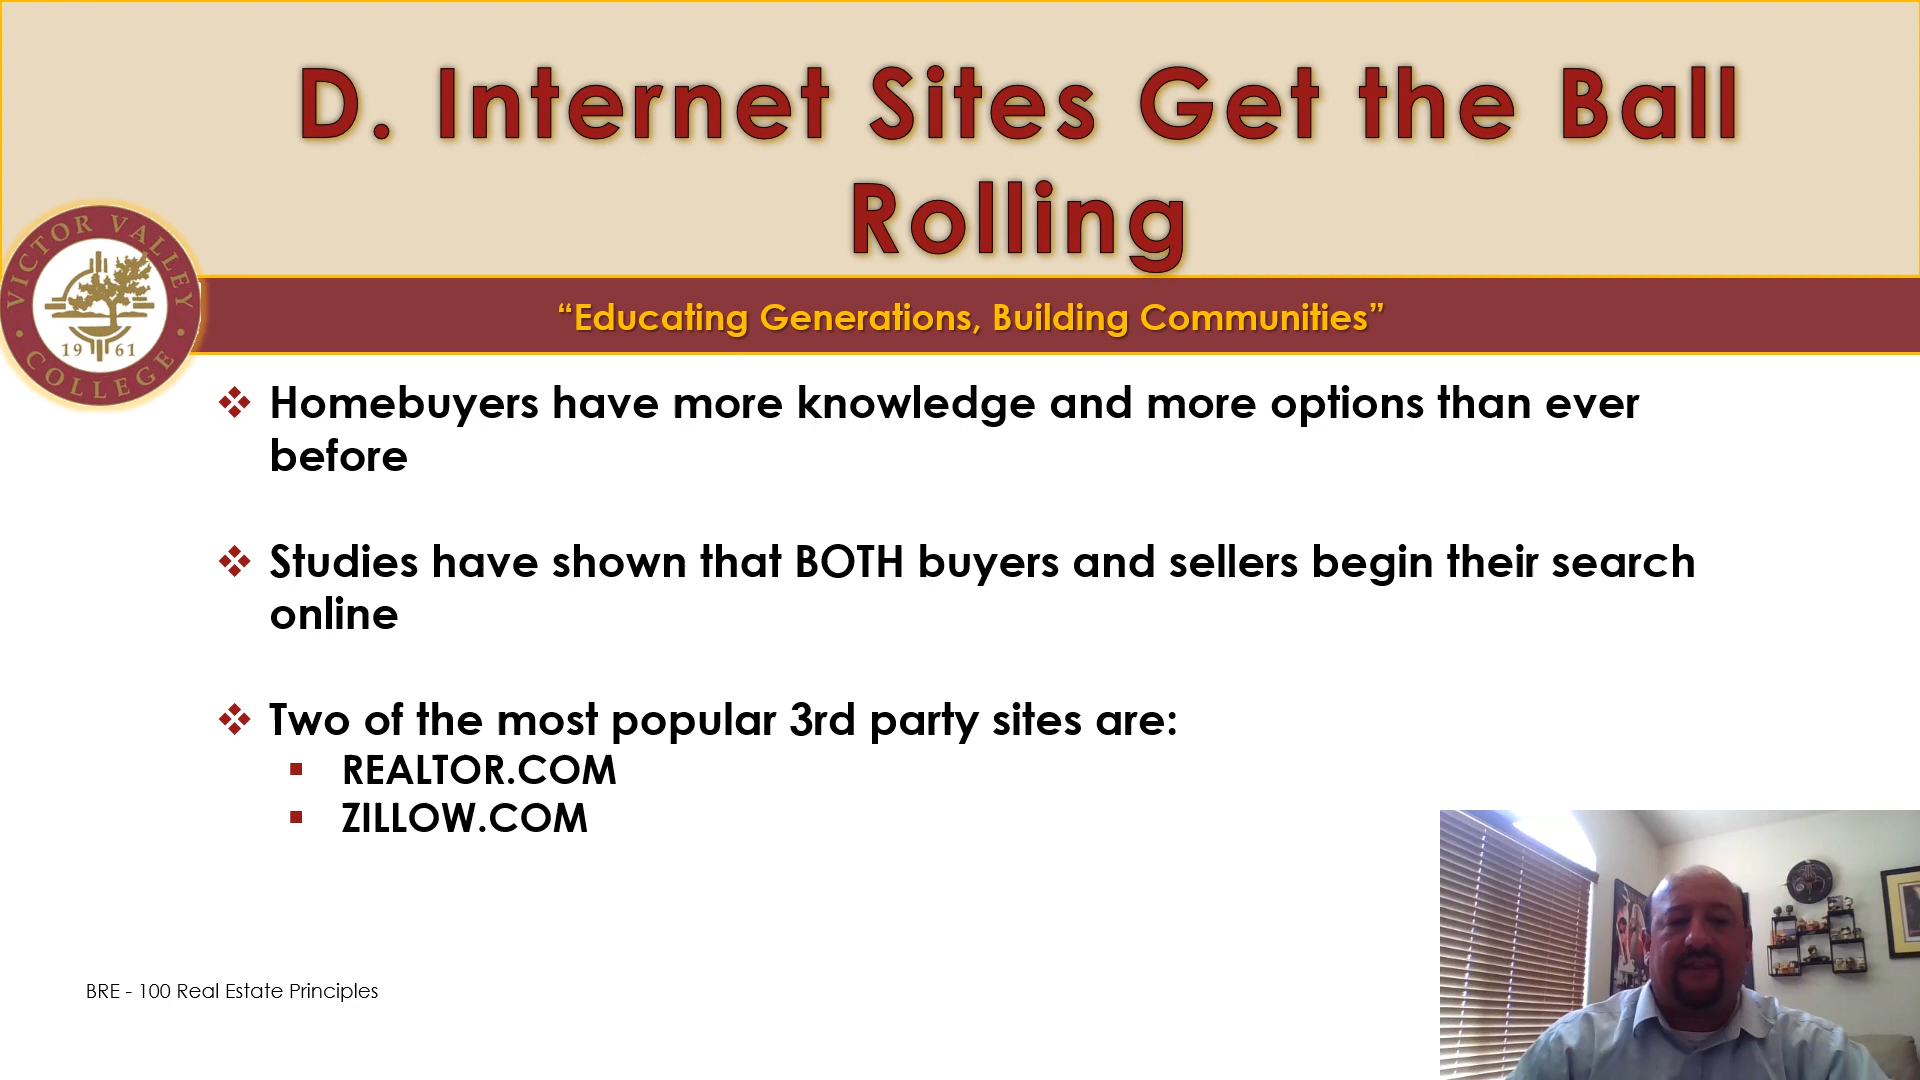 D. Internet Sites Get the Ball
Rolling
VICTOR VALLEY
19 61
COLLEGE
“Educating Generations, Building Communities”
Homebuyers have more knowledge and more options than ever
before
Studies have shown that BOTH buyers and sellers begin their search
online
Two of the most popular 3rd party sites are:
REALTOR.COM
ZILLOW.COM
BRE - 100 Real Estate Principles